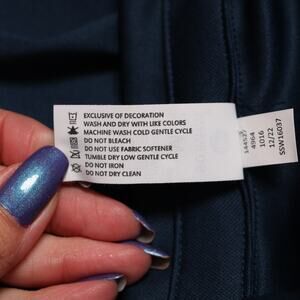 EXCLUSIVE OF DECORATION
WASH AND DRY WITH LIKE COLORS
MACHINE WASH COLD GENTLE CYCLE
DO NOT BLEACH
DO NOT USE FABRIC SOFTENER
TUMBLE DRY LOW GENTLE CYCLE
DO NOT IRON
DO NOT DRY CLEAN
4964
1016
12/22
SSW16037